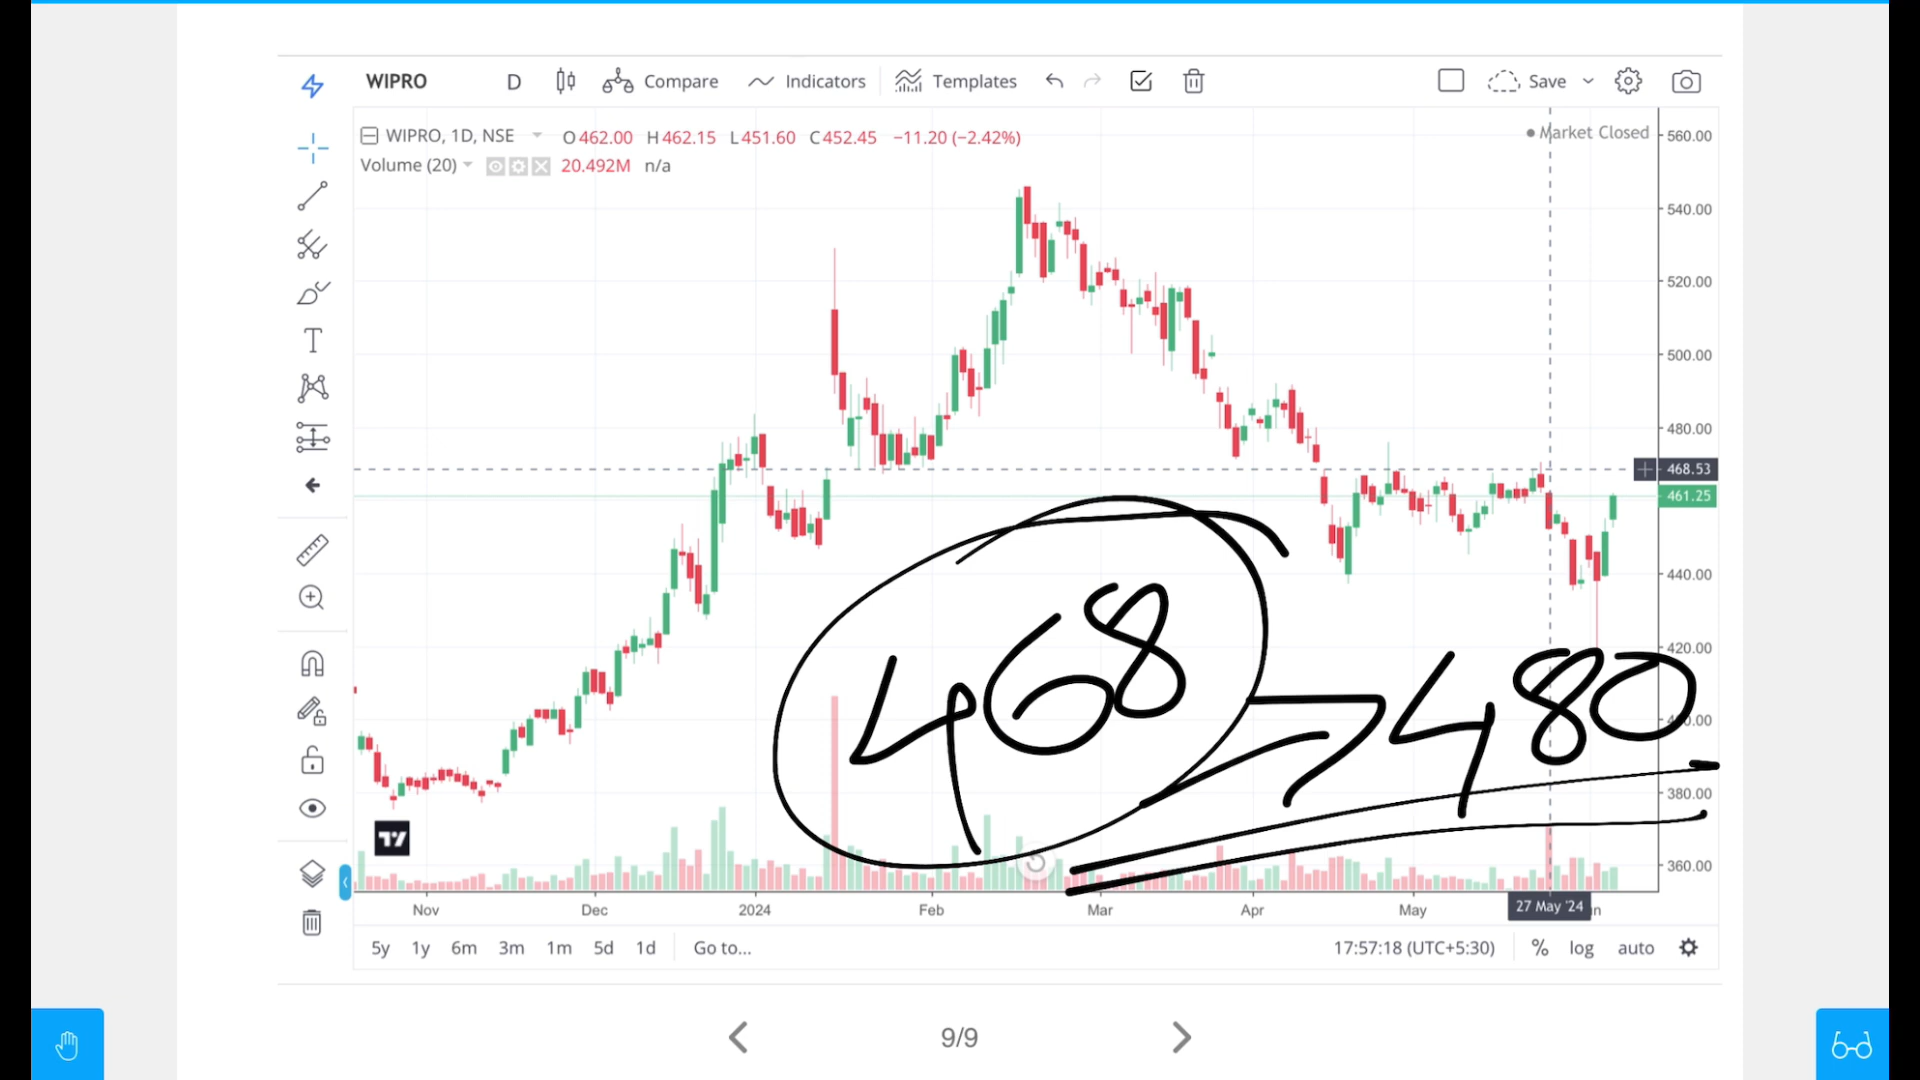 WIPRO D Compare Indicators Templates Save
WIPRO, 1D, NSE O462.00 H462.15 L451.60 C452.45 −11.20 (−2.42%)
Market Closed
Volume (20) 20.492M n/a
560.00
540.00
520.00
500.00
480.00
468.53
461.25
440.00
420.00
380.00
360.00
468 480
Nov Dec 2024 Feb Mar Apr May 27 May '24
5y 1y 6m 3m 1m 5d 1d Go to... 17:57:18 (UTC+5:30) % log auto
9/9